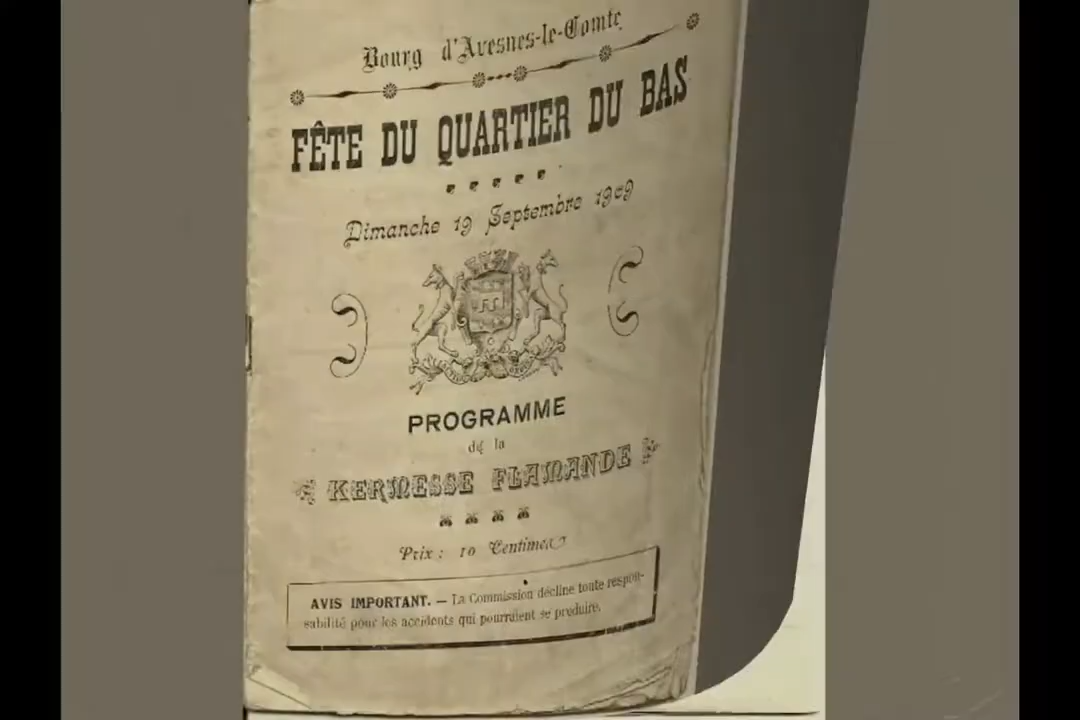 Bourg d'Avesnes-le-Comte
FÊTE DU QUARTIER DU BAS
Dimanche 19 Septembre 1909
PROGRAMME
de la
KERMESSE FLAMANDE
Prix : 10 Centimes
AVIS IMPORTANT. — La Commission décline toute respon-
sabilité pour les accidents qui pourraient se produire.